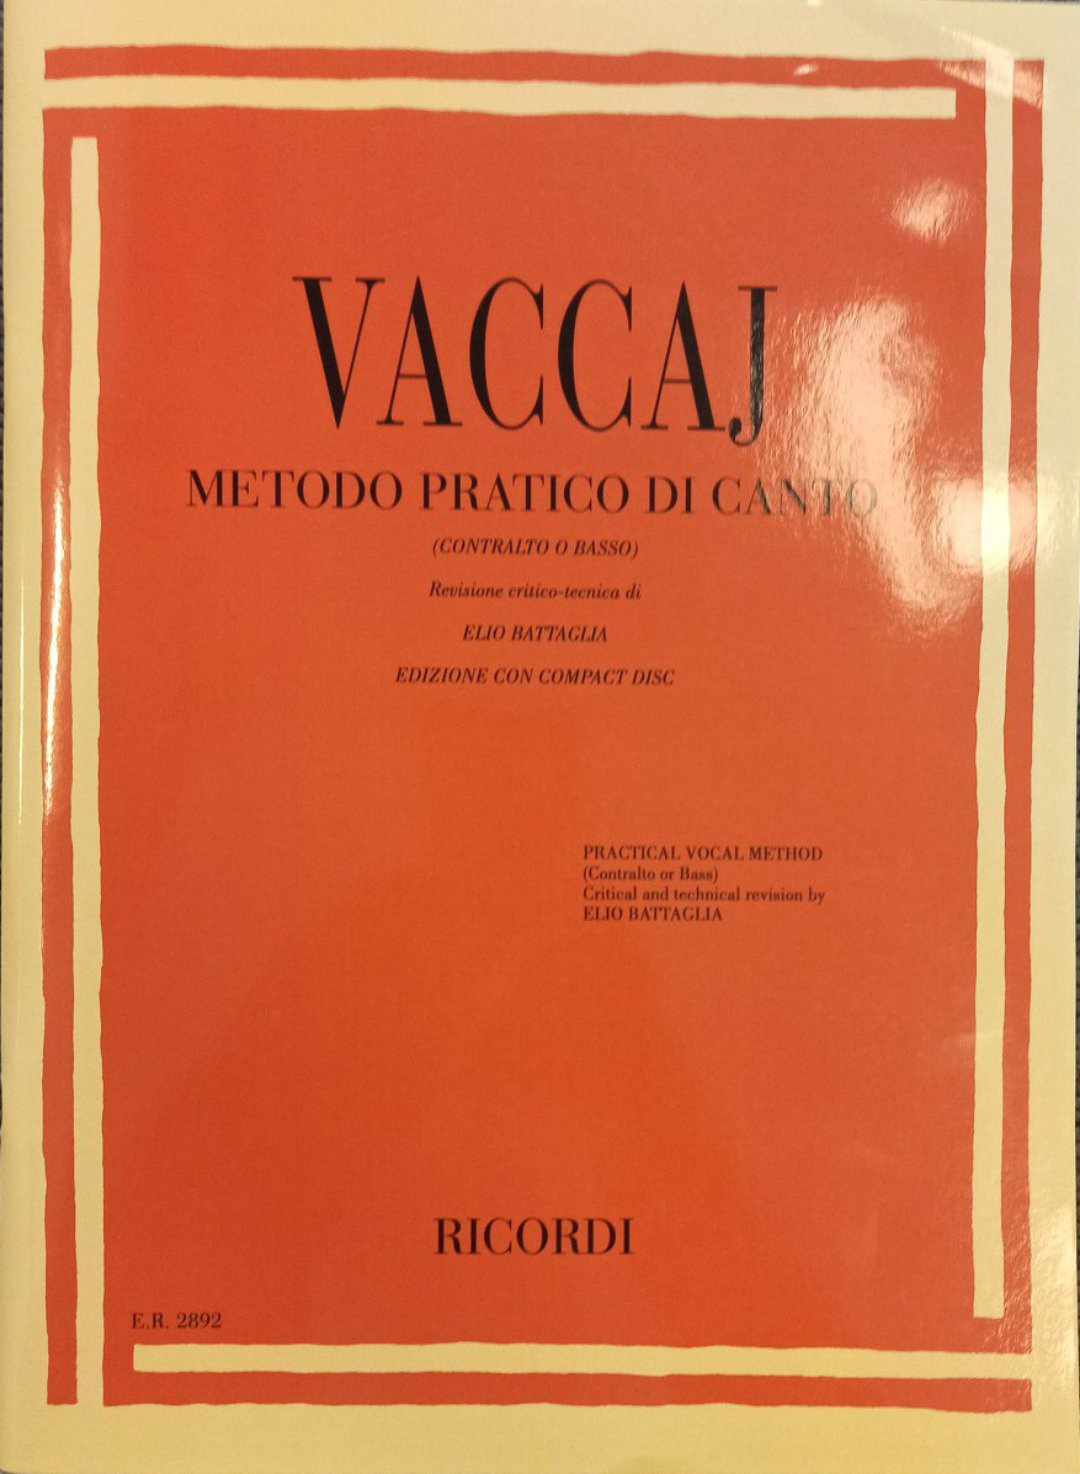 VACCAJ
METODO PRATICO DI CANTO
(CONTRALTO O BASSO)
Revisione critico-tecnica di
ELIO BATTAGLIA
EDIZIONE CON COMPACT DISC
PRACTICAL VOCAL METHOD
(Contralto or Bass)
Critical and technical revision by
ELIO BATTAGLIA
RICORDI
E.R. 2892